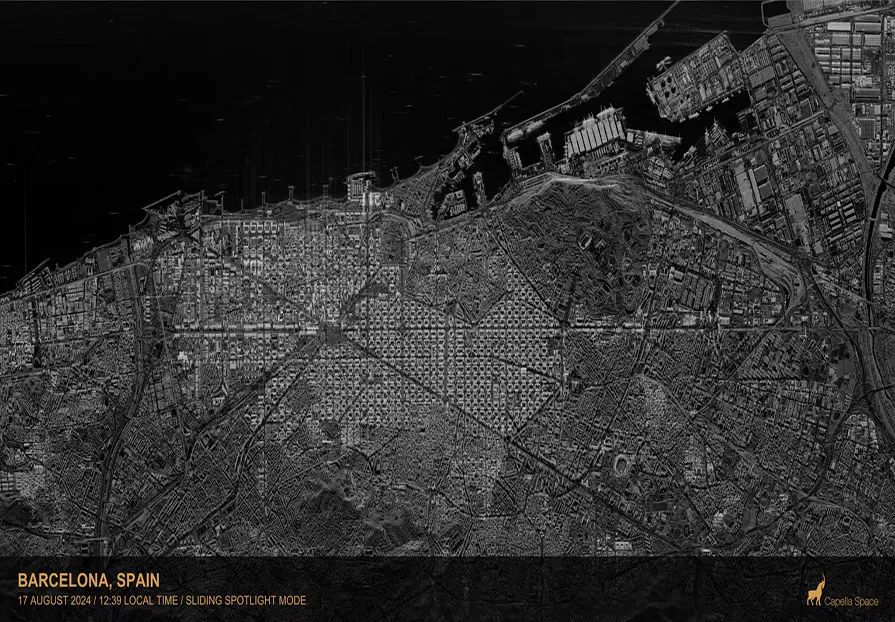 BARCELONA, SPAIN
17 AUGUST 2024 / 12:39 LOCAL TIME / SLIDING SPOTLIGHT MODE
Capella Space